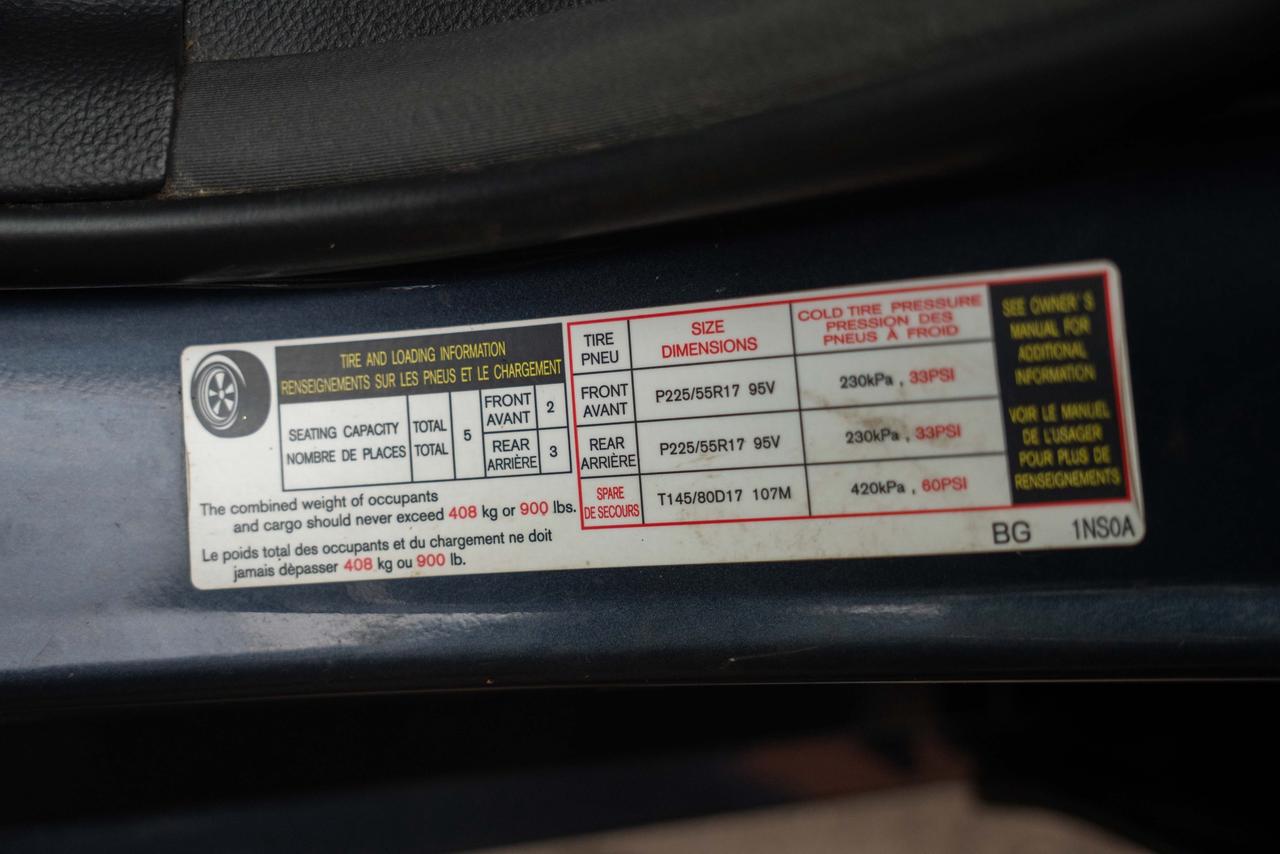 TIRE AND LOADING INFORMATION
RENSEIGNEMENTS SUR LES PNEUS ET LE CHARGEMENT
SEATING CAPACITY
NOMBRE DE PLACES
TOTAL
TOTAL
5
FRONT
AVANT
2
REAR
ARRIÈRE
3
The combined weight of occupants
and cargo should never exceed 408 kg or 900 lbs.
Le poids total des occupants et du chargement ne doit
jamais dèpasser 408 kg ou 900 lb.
TIRE
PNEU
SIZE
DIMENSIONS
COLD TIRE PRESSURE
PRESSION DES
PNEUS À FROID
FRONT
AVANT
P225/55R17 95V
230kPa , 33PSI
REAR
ARRIÈRE
P225/55R17 95V
230kPa , 33PSI
SPARE
DE SECOURS
T145/80D17 107M
420kPa , 60PSI
SEE OWNER'S
MANUAL FOR
ADDITIONAL
INFORMATION
VOIR LE MANUEL
DE L'USAGER
POUR PLUS DE
RENSEIGNEMENTS
BG 1NS0A